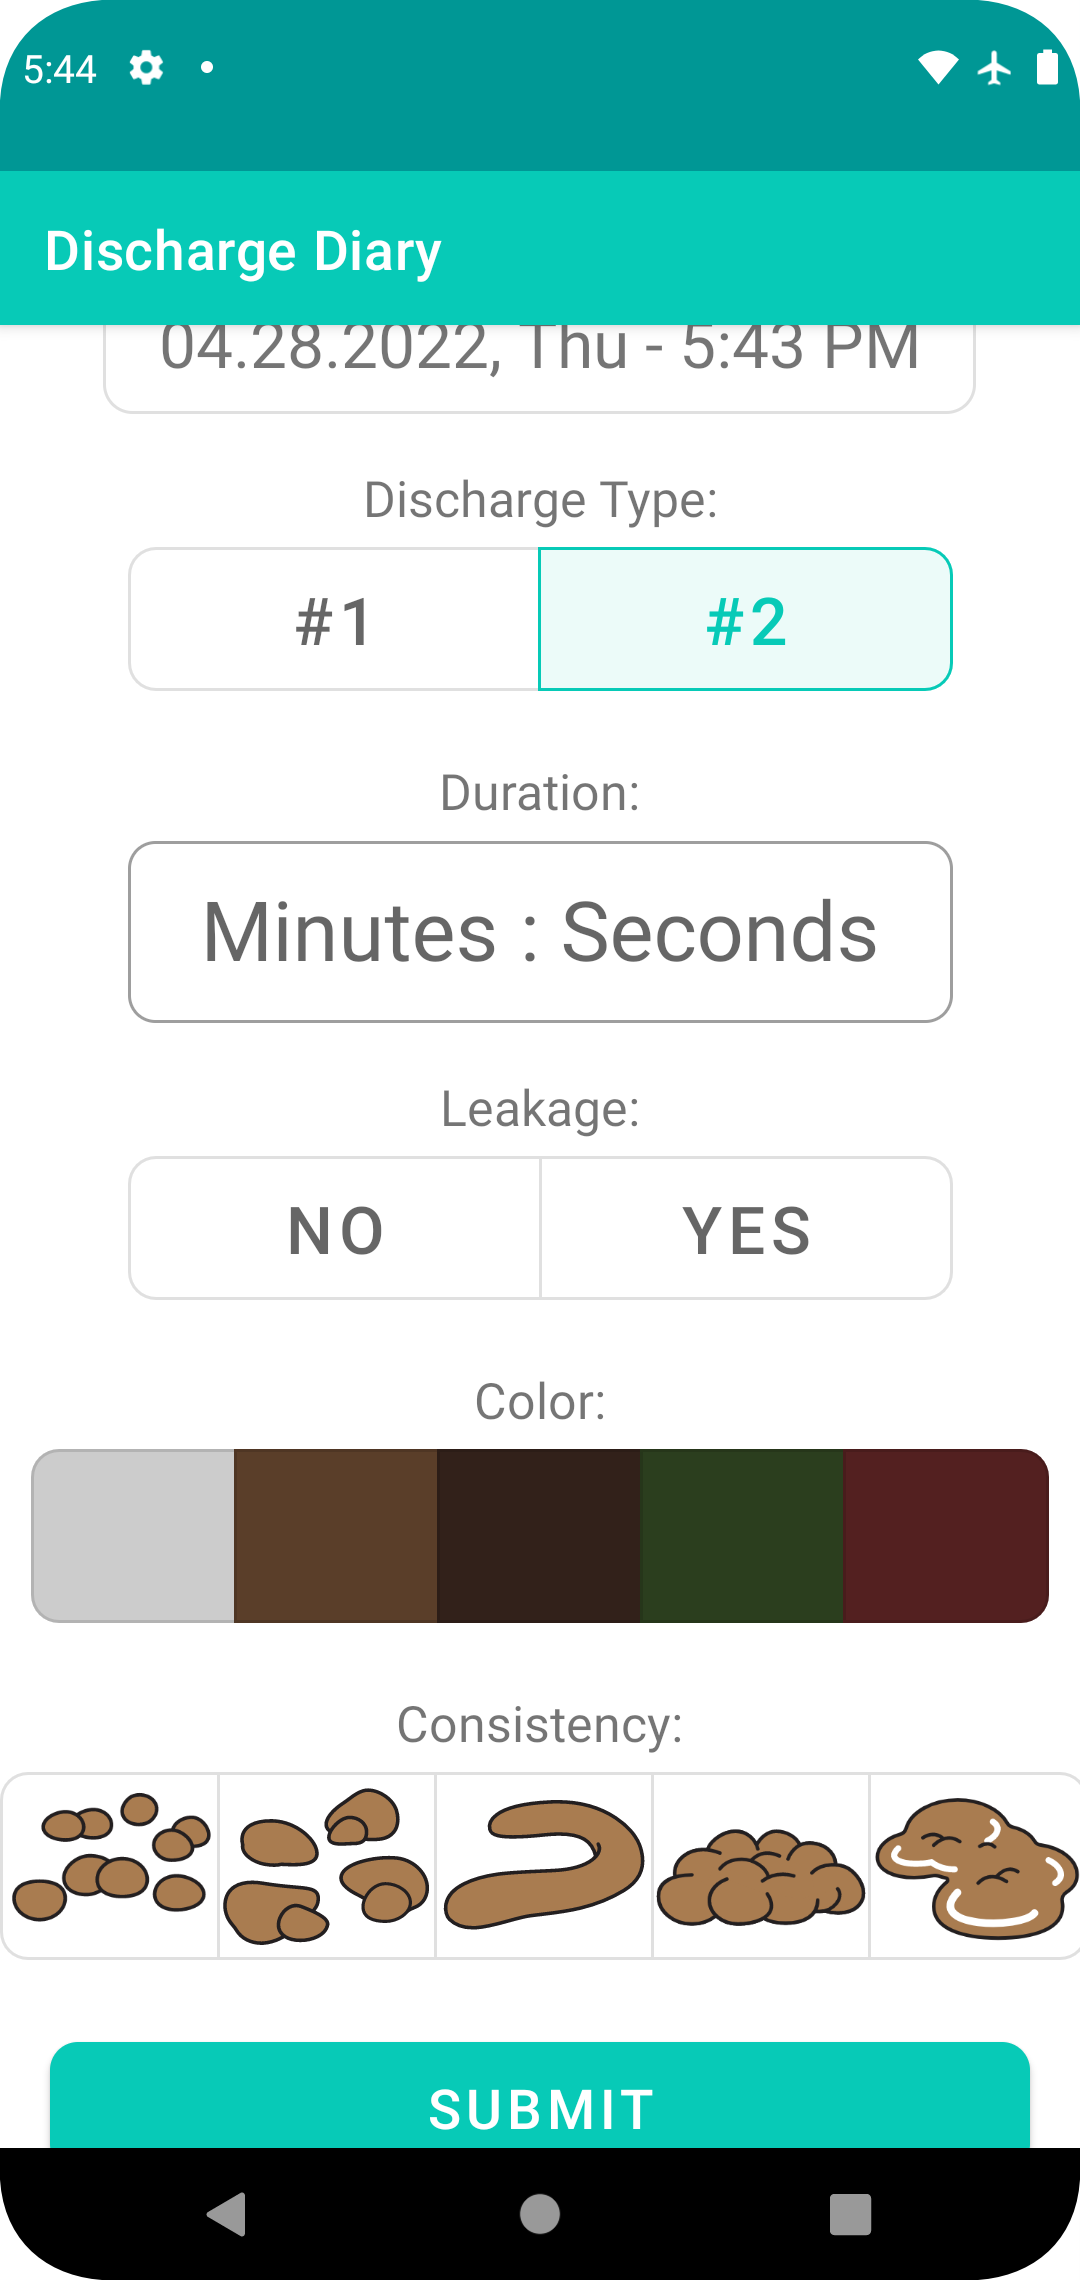 5:44
Discharge Diary
04.28.2022, Thu - 5:43 PM
Discharge Type:
#1 #2
Duration:
Minutes : Seconds
Leakage:
NO YES
Color:
Consistency:
SUBMIT